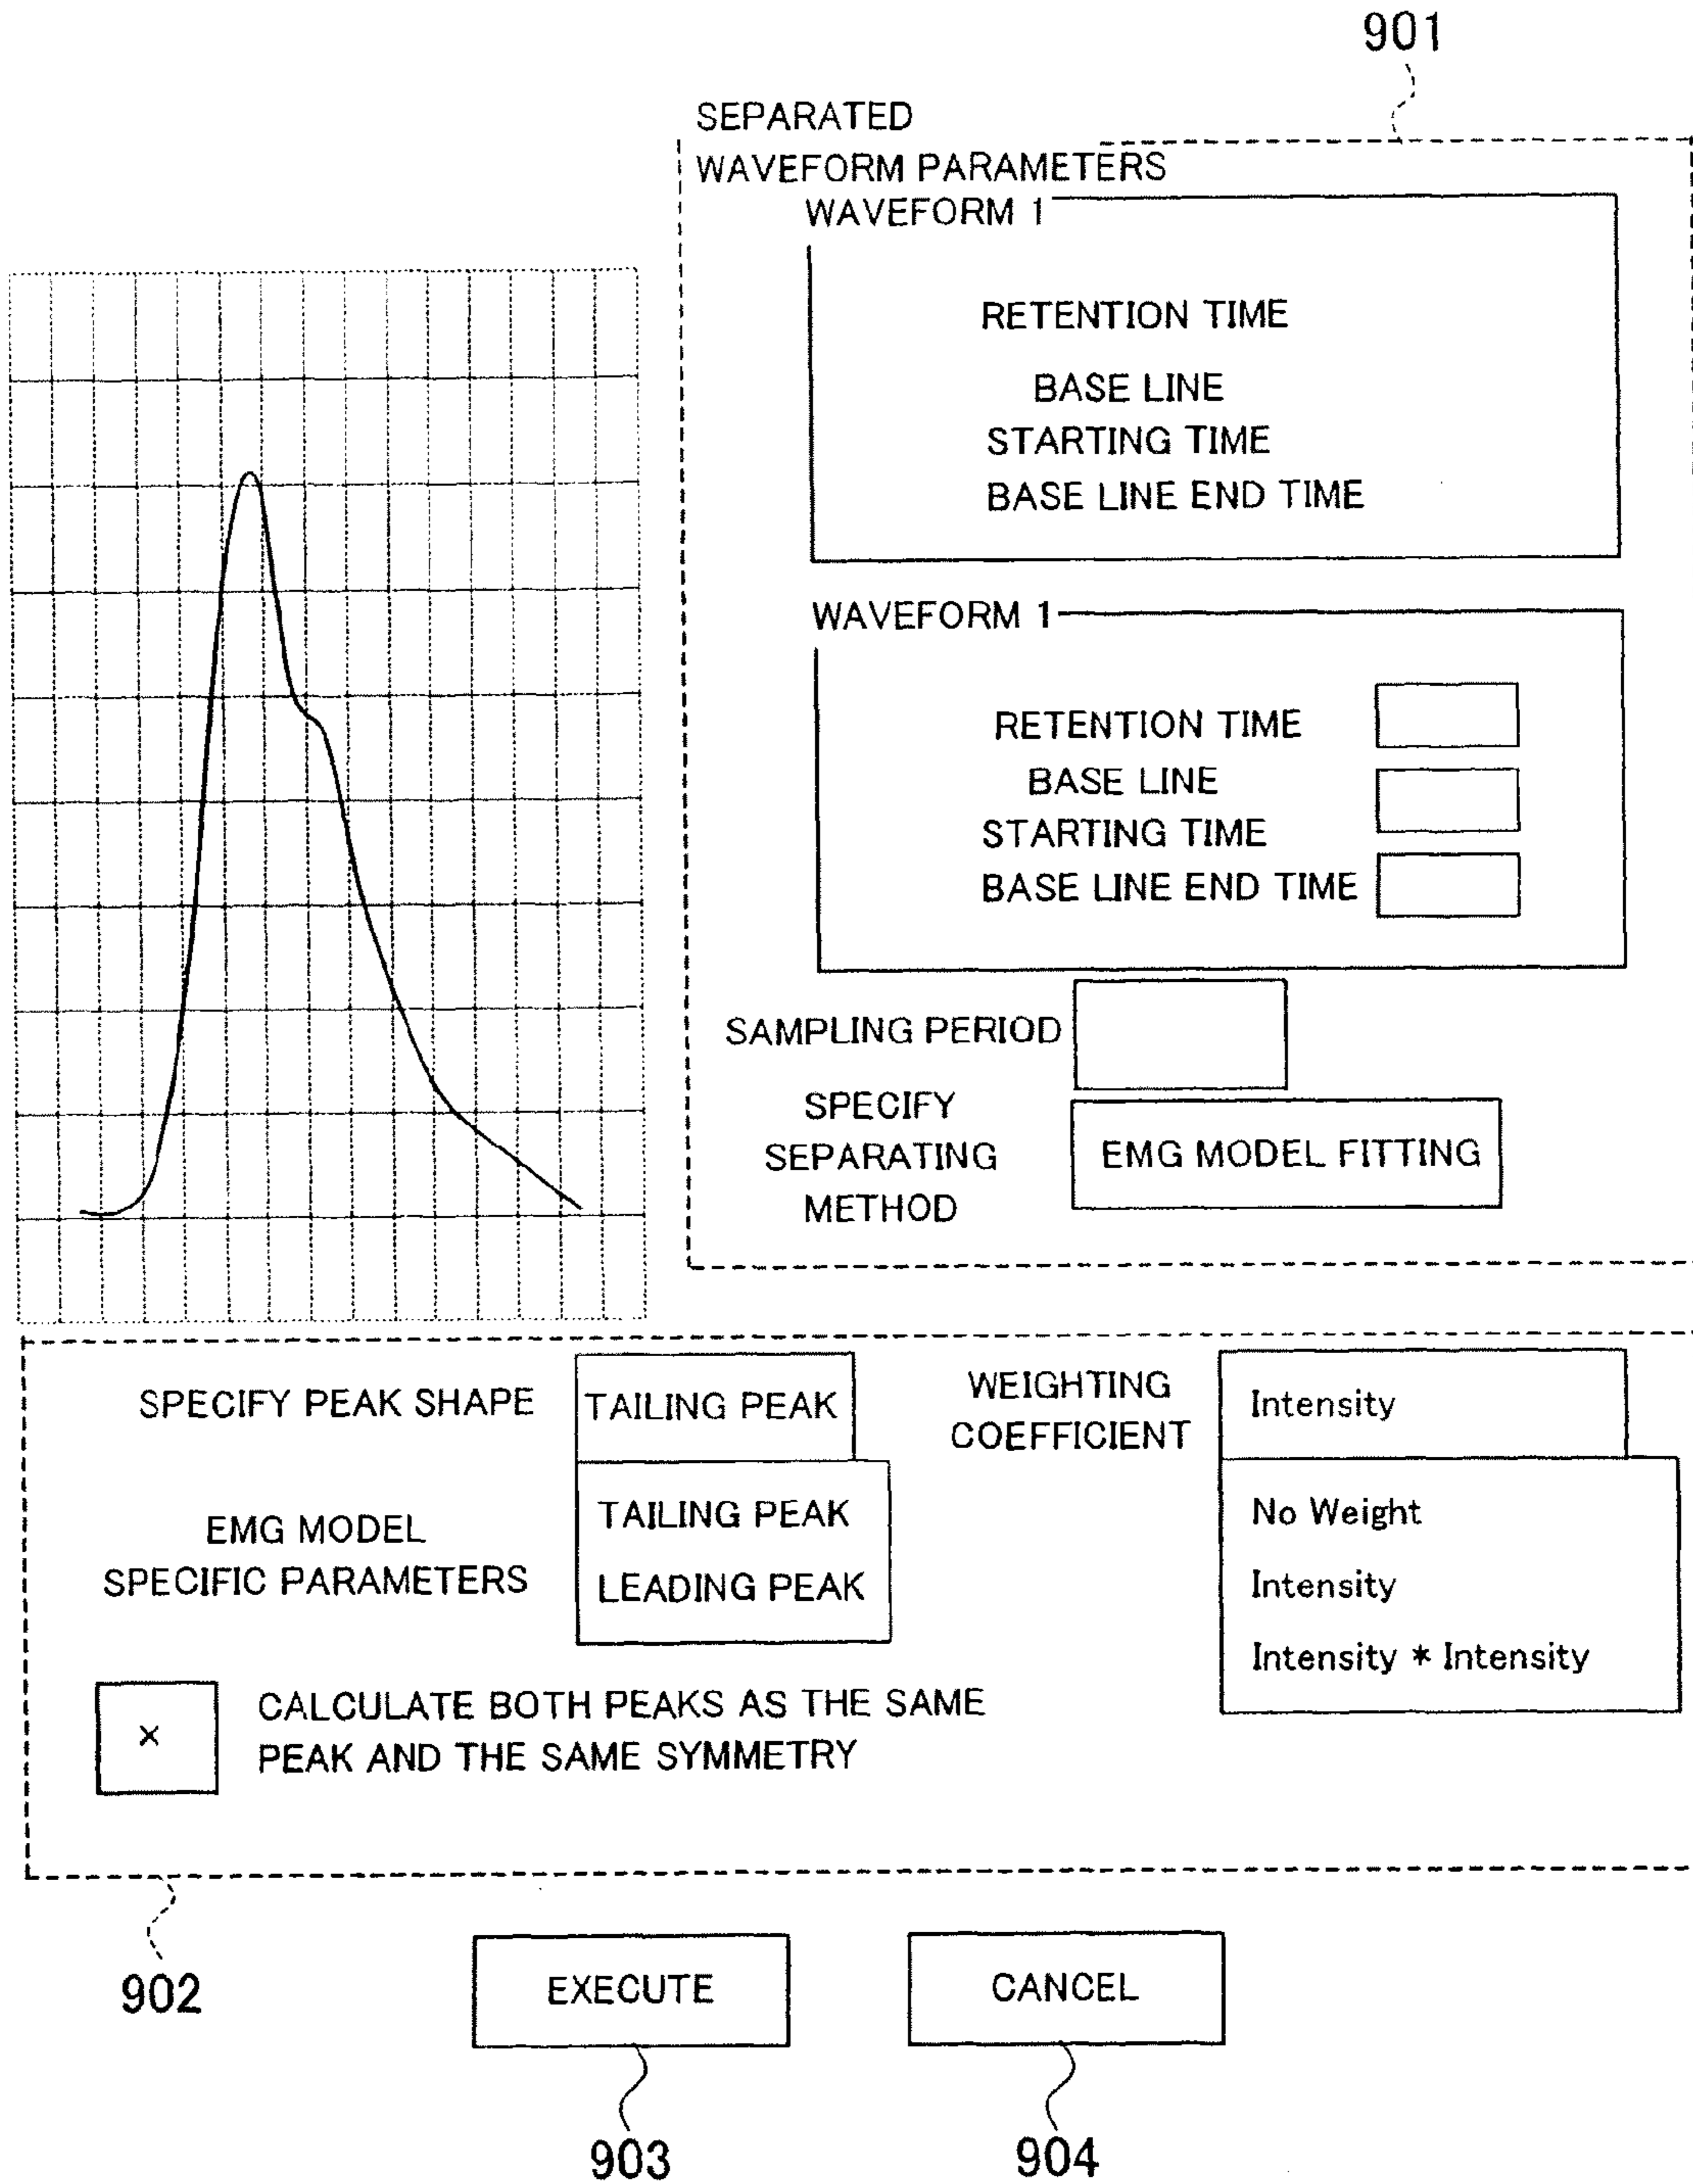 901
SEPARATED
WAVEFORM PARAMETERS
WAVEFORM 1
RETENTION TIME
BASE LINE
STARTING TIME
BASE LINE END TIME
WAVEFORM 1
RETENTION TIME
BASE LINE
STARTING TIME
BASE LINE END TIME
SAMPLING PERIOD
SPECIFY
SEPARATING
METHOD
EMG MODEL FITTING
SPECIFY PEAK SHAPE
TAILING PEAK
WEIGHTING
COEFFICIENT
Intensity
EMG MODEL
SPECIFIC PARAMETERS
TAILING PEAK
LEADING PEAK
No Weight
Intensity
Intensity * Intensity
×
CALCULATE BOTH PEAKS AS THE SAME
PEAK AND THE SAME SYMMETRY
902
EXECUTE
CANCEL
903
904